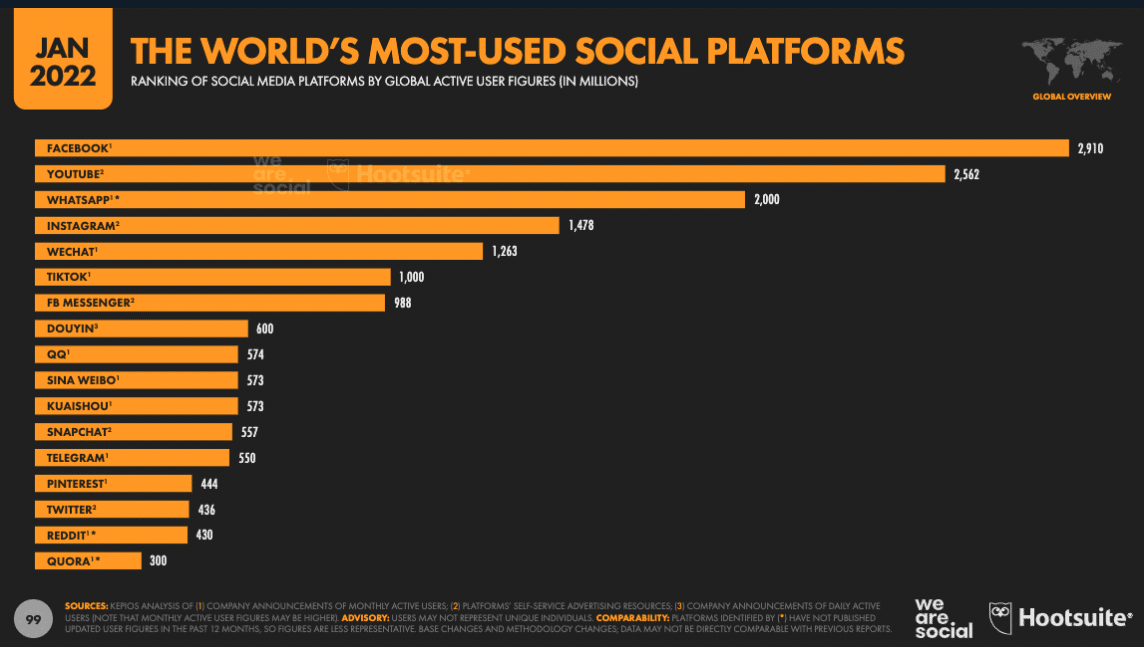 JAN
2022
THE WORLD'S MOST-USED SOCIAL PLATFORMS
RANKING OF SOCIAL MEDIA PLATFORMS BY GLOBAL ACTIVE USER FIGURES (IN MILLIONS)
GLOBAL OVERVIEW
FACEBOOK¹ 2,910
we are social Hootsuite®
YOUTUBE² 2,562
WHATSAPP¹* 2,000
INSTAGRAM² 1,478
WECHAT¹ 1,263
TIKTOK¹ 1,000
FB MESSENGER² 988
DOUYIN³ 600
QQ¹ 574
SINA WEIBO¹ 573
KUAISHOU¹ 573
SNAPCHAT² 557
TELEGRAM¹ 550
PINTEREST¹ 444
TWITTER² 436
REDDIT¹* 430
QUORA¹* 300
99
SOURCES: KEPIOS ANALYSIS OF (1) COMPANY ANNOUNCEMENTS OF MONTHLY ACTIVE USERS; (2) PLATFORMS' SELF-SERVICE ADVERTISING RESOURCES; (3) COMPANY ANNOUNCEMENTS OF DAILY ACTIVE
USERS (NOTE THAT MONTHLY ACTIVE USER FIGURES MAY BE HIGHER). ADVISORY: USERS MAY NOT REPRESENT UNIQUE INDIVIDUALS. COMPARABILITY: PLATFORMS IDENTIFIED BY (*) HAVE NOT PUBLISHED
UPDATED USER FIGURES IN THE PAST 12 MONTHS, SO FIGURES ARE LESS REPRESENTATIVE. BASE CHANGES AND METHODOLOGY CHANGES; DATA MAY NOT BE DIRECTLY COMPARABLE WITH PREVIOUS REPORTS.
we
are
social
Hootsuite®